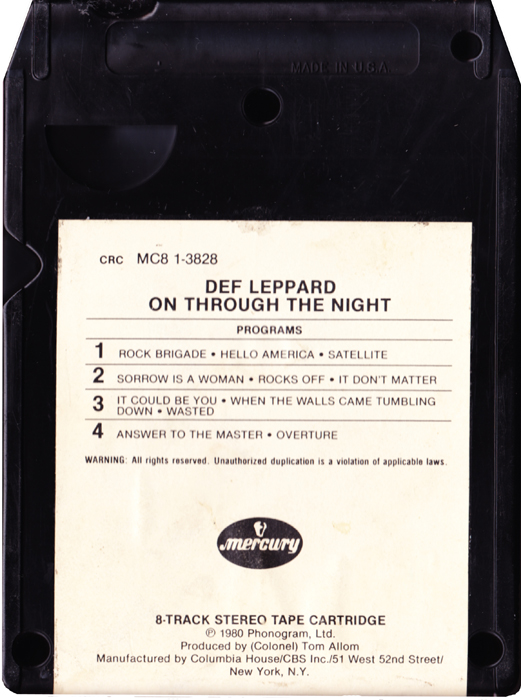 MADE IN U.S.A.
CRC MC8 1-3828
DEF LEPPARD
ON THROUGH THE NIGHT
PROGRAMS
1 ROCK BRIGADE • HELLO AMERICA • SATELLITE
2 SORROW IS A WOMAN • ROCKS OFF • IT DON'T MATTER
3 IT COULD BE YOU • WHEN THE WALLS CAME TUMBLING
DOWN • WASTED
4 ANSWER TO THE MASTER • OVERTURE
WARNING: All rights reserved. Unauthorized duplication is a violation of applicable laws.
mercury
8-TRACK STEREO TAPE CARTRIDGE
℗ 1980 Phonogram, Ltd.
Produced by (Colonel) Tom Allom
Manufactured by Columbia House/CBS Inc./51 West 52nd Street/
New York, N.Y.